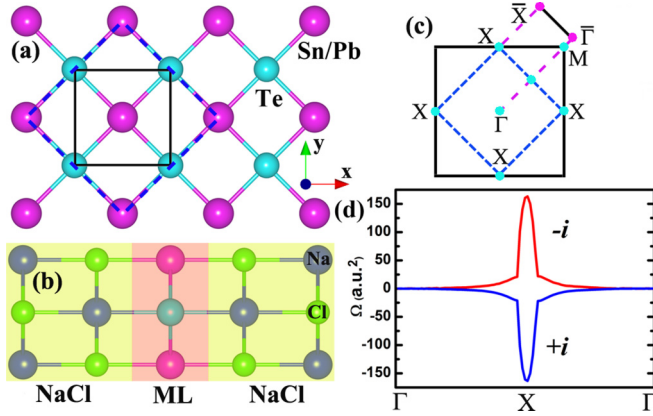 (a)
Sn/Pb
Te
y
x
(b)
Na
Cl
NaCl
ML
NaCl
(c)
X̄
Γ̄
X
M
X
Γ
X
X
(d)
Ω (a.u.²)
150
100
50
0
-50
-100
-150
-i
+i
Γ
X
Γ